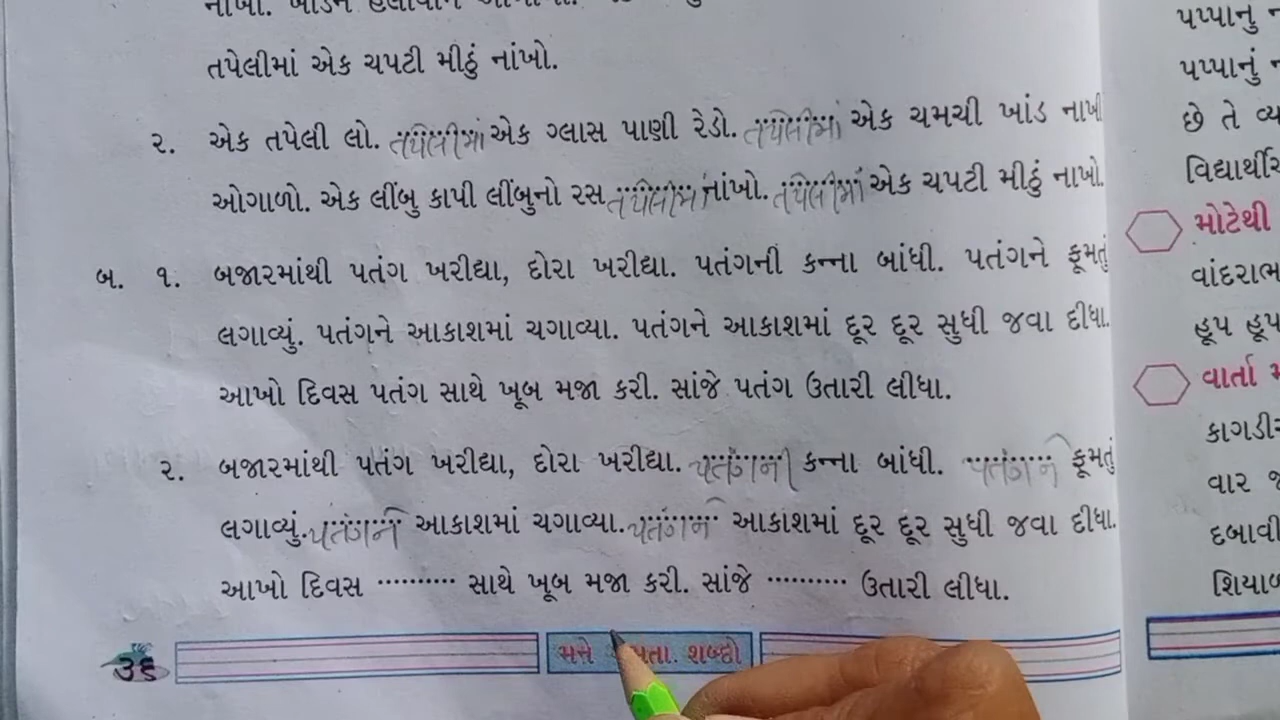 તપેલીમાં એક ચપટી મીઠું નાંખો.
૨. એક તપેલી લો. તપેલીમાં એક ગ્લાસ પાણી રેડો. તપેલીમાં એક ચમચી ખાંડ નાખી
ઓગાળો. એક લીંબુ કાપી લીંબુનો રસ તપેલીમાં નાંખો. તપેલીમાં એક ચપટી મીઠું નાખો.
બ. ૧. બજારમાંથી પતંગ ખરીદ્યા, દોરા ખરીદ્યા. પતંગની કન્ના બાંધી. પતંગને ફૂમતું
લગાવ્યું. પતંગને આકાશમાં ચગાવ્યા. પતંગને આકાશમાં દૂર દૂર સુધી જવા દીધા.
આખો દિવસ પતંગ સાથે ખૂબ મજા કરી. સાંજે પતંગ ઉતારી લીધા.
૨. બજારમાંથી પતંગ ખરીદ્યા, દોરા ખરીદ્યા. પતંગની કન્ના બાંધી. પતંગને ફૂમતું
લગાવ્યું. પતંગને આકાશમાં ચગાવ્યા. પતંગને આકાશમાં દૂર દૂર સુધી જવા દીધા.
આખો દિવસ .......... સાથે ખૂબ મજા કરી. સાંજે .......... ઉતારી લીધા.
૩૬
મને શબ્દો
પપ્પાનુ
પપ્પાનું
છે તે
મોટેથી
હૂપ હૂપ
વાર્તા
વાર